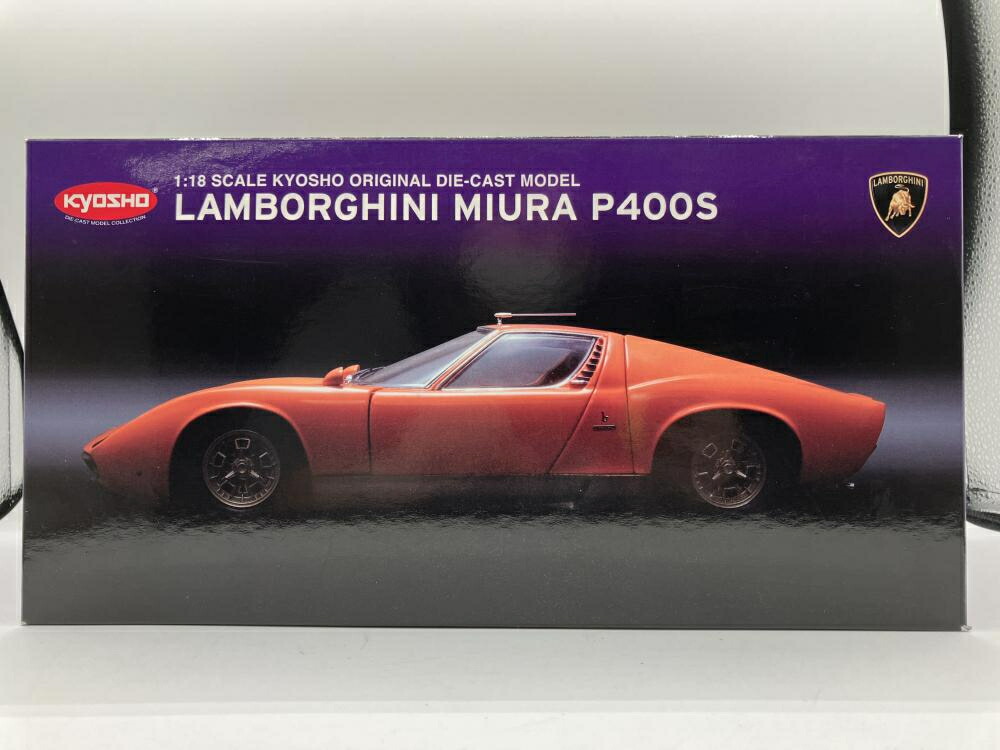 1:18 SCALE KYOSHO ORIGINAL DIE-CAST MODEL
LAMBORGHINI MIURA P400S
KYOSHO
DIE-CAST MODEL COLLECTION
LAMBORGHINI